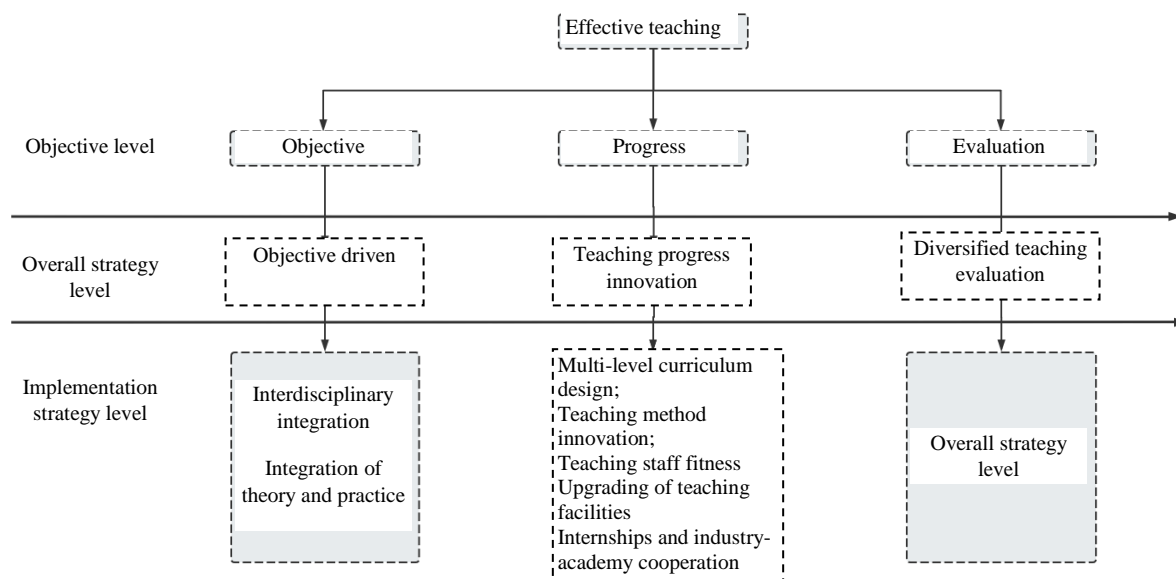 Effective teaching
Objective level
Objective
Progress
Evaluation
Overall strategy
level
Objective driven
Teaching progress
innovation
Diversified teaching
evaluation
Implementation
strategy level
Interdisciplinary
integration
Integration of
theory and practice
Multi-level curriculum
design;
Teaching method
innovation;
Teaching staff fitness
Upgrading of teaching
facilities
Internships and industry-
academy cooperation
Overall strategy
level